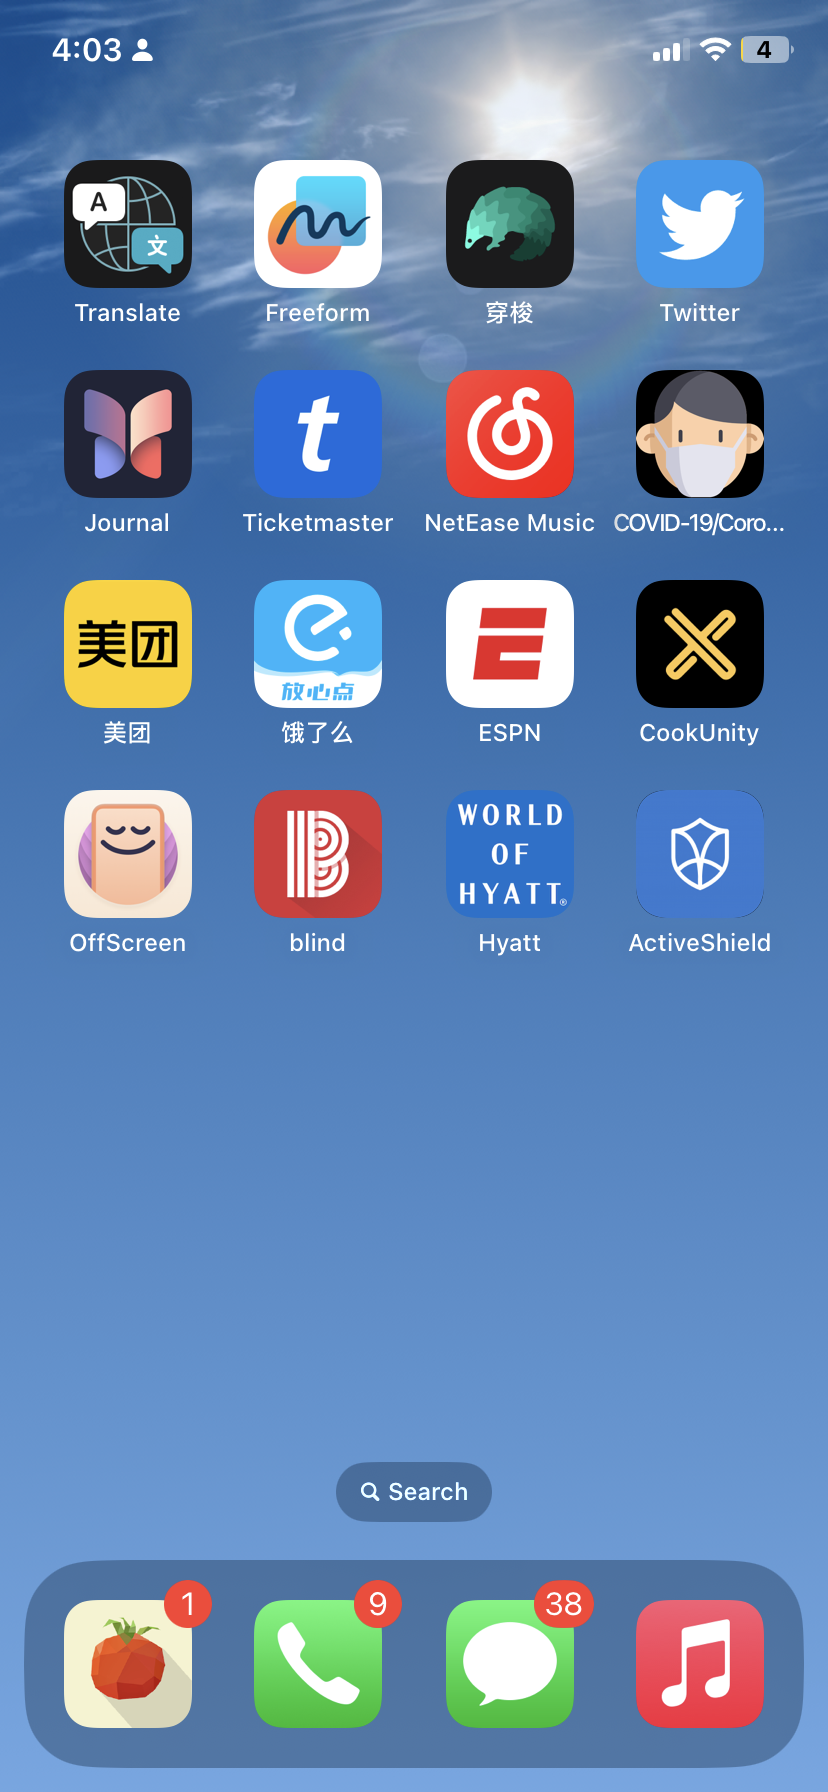 4:03
4
A
文
Translate
Freeform
穿梭
Twitter
t
Journal
Ticketmaster
NetEase Music
COVID-19/Coro...
美团
放心点
E
美团
饿了么
ESPN
CookUnity
B
WORLD
OF
HYATT®
OffScreen
blind
Hyatt
ActiveShield
Search
1
9
38